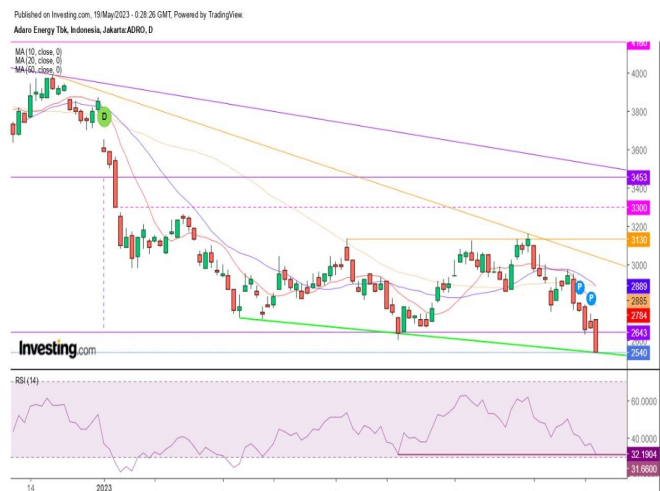 Published on Investing.com, 19/May/2023 - 0:28:26 GMT, Powered by TradingView.
Adaro Energy Tbk, Indonesia, Jakarta:ADRO, D
MA (10, close, 0)
MA (20, close, 0)
MA (50, close, 0)
4160
4000
3800
D
3600
3453
3400
3300
3130
3000
2889
2885
2784
2643
2540
P
P
Investing.com
RSI (14)
60.0000
40.0000
32.1904
31.6600
14
2023